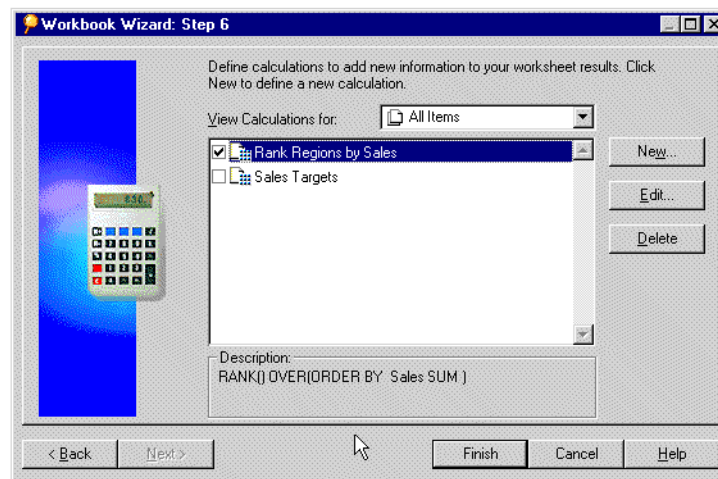 Workbook Wizard: Step 6
Define calculations to add new information to your worksheet results. Click
New to define a new calculation.
View Calculations for: All Items
Rank Regions by Sales
Sales Targets
New...
Edit...
Delete
Description:
RANK() OVER(ORDER BY Sales SUM )
< Back Next > Finish Cancel Help